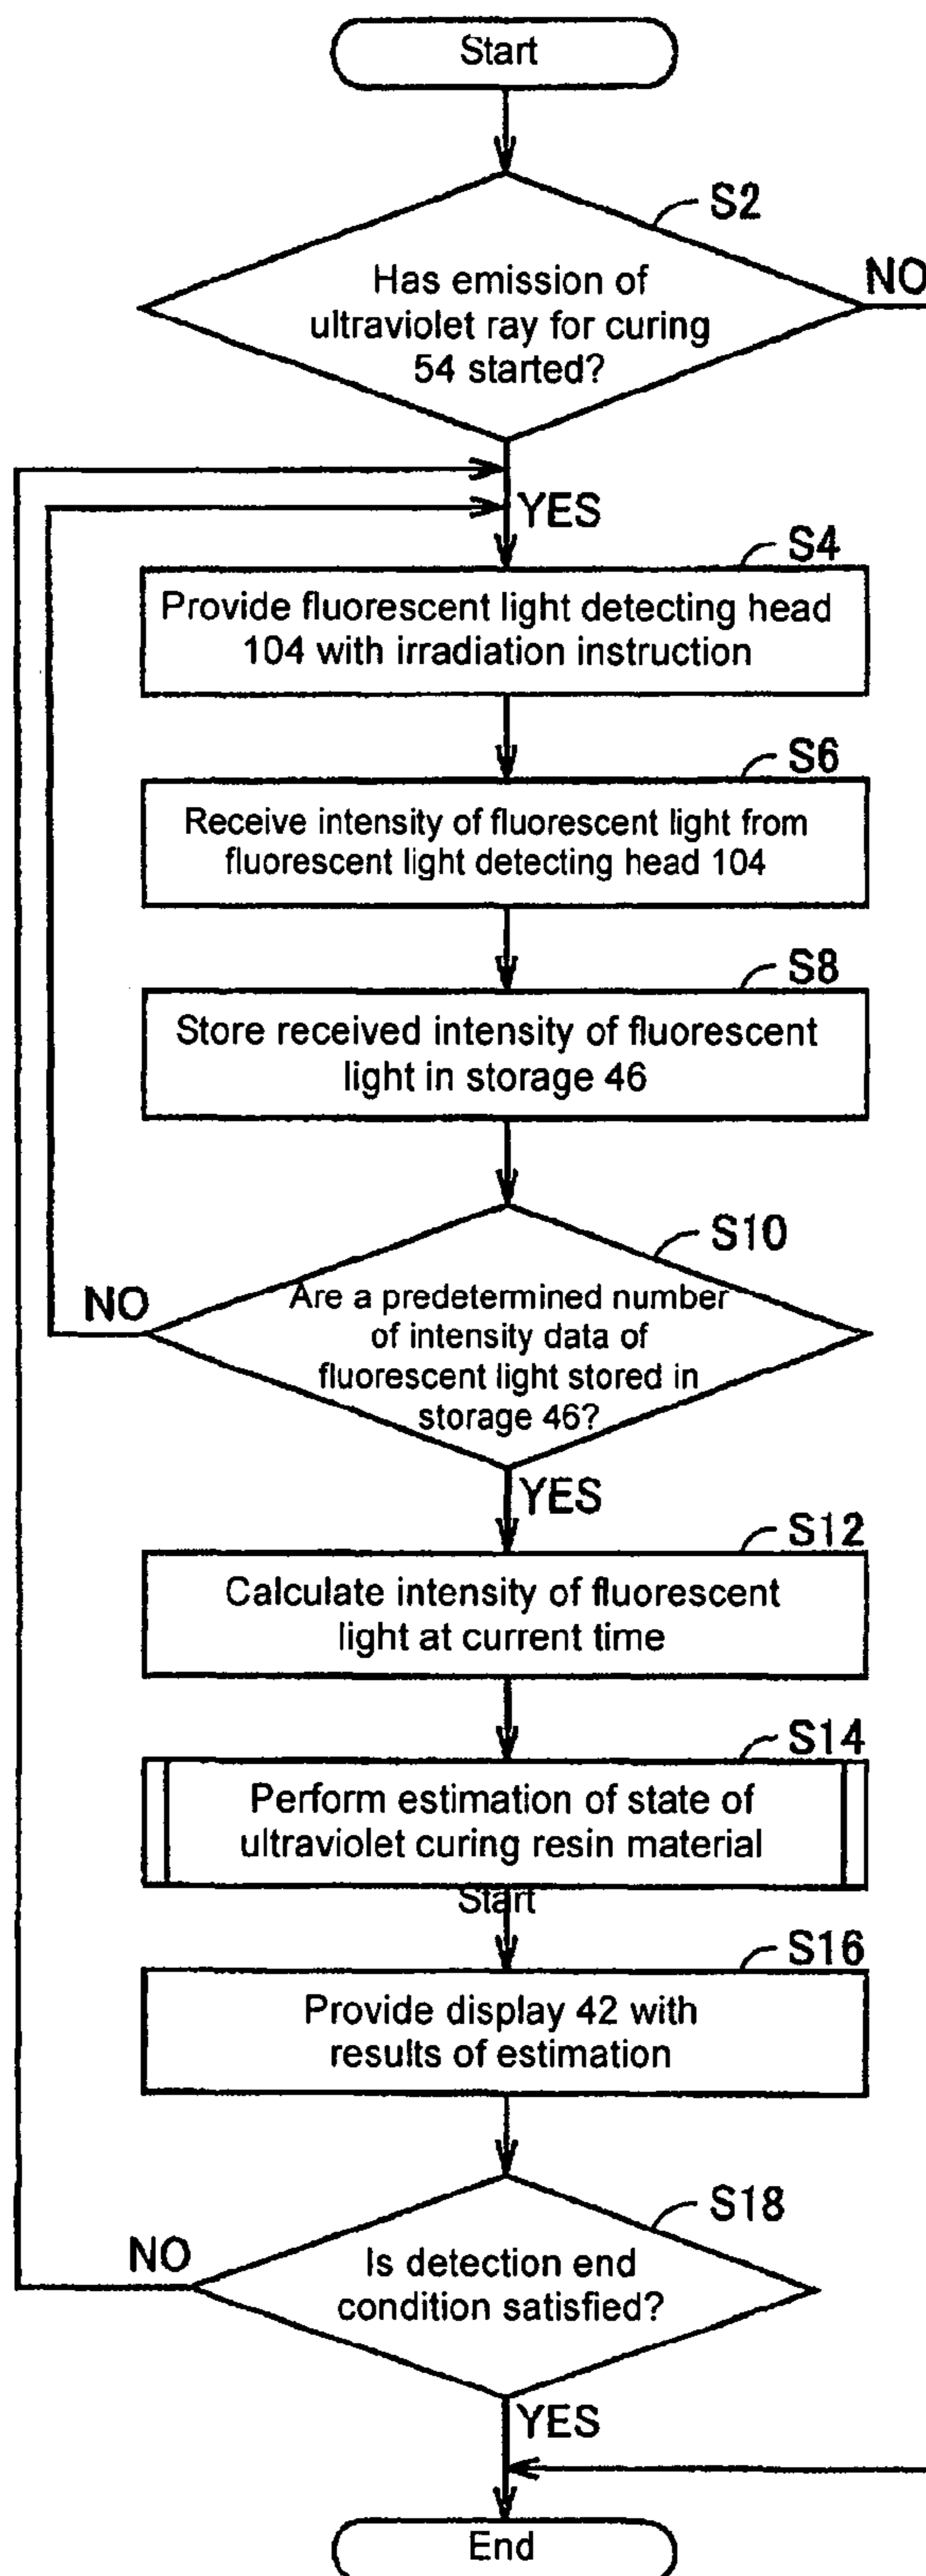 Start
S2
Has emission of
ultraviolet ray for curing
54 started?
NO
YES
S4
Provide fluorescent light detecting head
104 with irradiation instruction
S6
Receive intensity of fluorescent light from
fluorescent light detecting head 104
S8
Store received intensity of fluorescent
light in storage 46
S10
NO
Are a predetermined number
of intensity data of
fluorescent light stored in
storage 46?
YES
S12
Calculate intensity of fluorescent
light at current time
S14
Perform estimation of state of
ultraviolet curing resin material
Start
S16
Provide display 42 with
results of estimation
S18
NO
Is detection end
condition satisfied?
YES
End